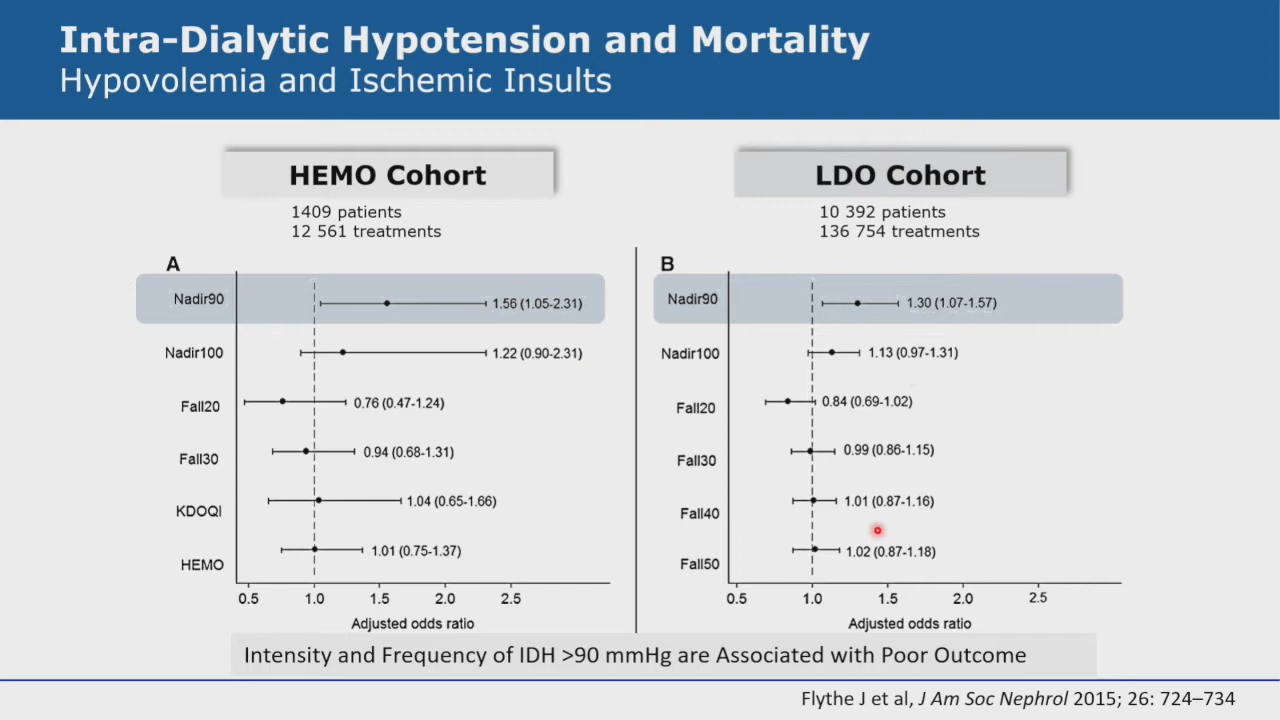 Intra-Dialytic Hypotension and Mortality
Hypovolemia and Ischemic Insults
HEMO Cohort
1409 patients
12 561 treatments
A
Nadir90 1.56 (1.05-2.31)
Nadir100 1.22 (0.90-2.31)
Fall20 0.76 (0.47-1.24)
Fall30 0.94 (0.68-1.31)
KDOQI 1.04 (0.65-1.66)
HEMO 1.01 (0.75-1.37)
0.5 1.0 1.5 2.0 2.5
Adjusted odds ratio
LDO Cohort
10 392 patients
136 754 treatments
B
Nadir90 1.30 (1.07-1.57)
Nadir100 1.13 (0.97-1.31)
Fall20 0.84 (0.69-1.02)
Fall30 0.99 (0.86-1.15)
Fall40 1.01 (0.87-1.16)
Fall50 1.02 (0.87-1.18)
0.5 1.0 1.5 2.0 2.5
Adjusted odds ratio
Intensity and Frequency of IDH >90 mmHg are Associated with Poor Outcome
Flythe J et al, J Am Soc Nephrol 2015; 26: 724–734